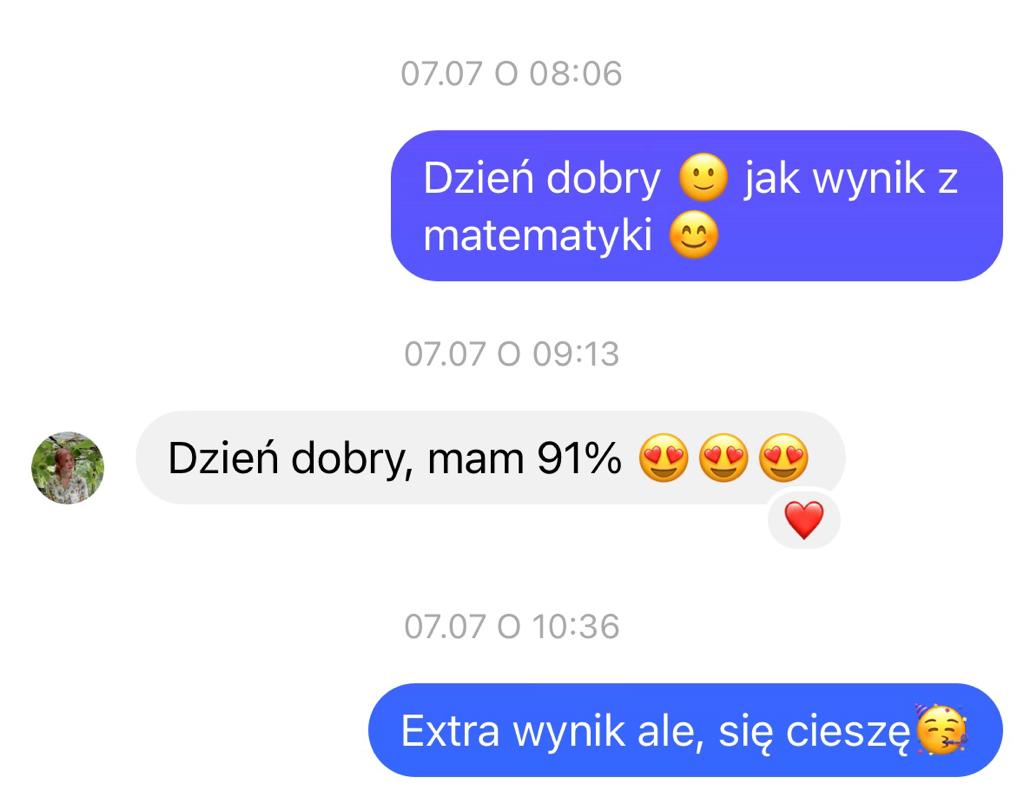 07.07 O 08:06
Dzień dobry 🙂 jak wynik z
matematyki 😊
07.07 O 09:13
Dzień dobry, mam 91% 😍😍😍
❤️
07.07 O 10:36
Extra wynik ale, się cieszę🥳